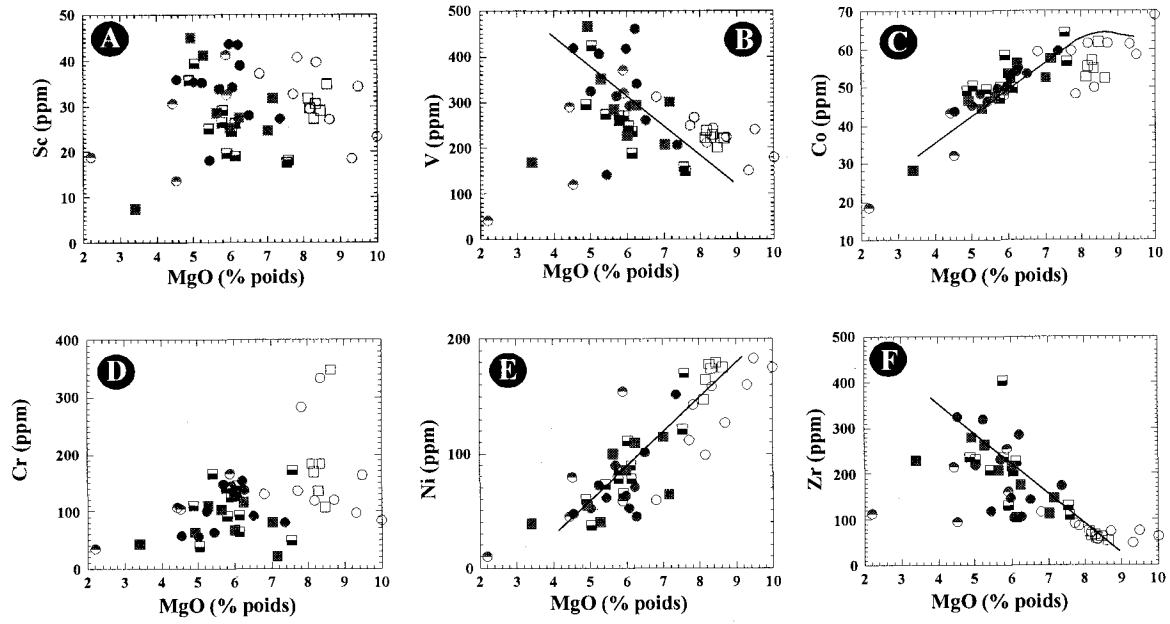 A
Sc (ppm)
50
40
30
20
10
0
2 3 4 5 6 7 8 9 10
MgO (% poids)
B
V (ppm)
500
400
300
200
100
0
2 3 4 5 6 7 8 9 10
MgO (% poids)
C
Co (ppm)
70
60
50
40
30
20
10
2 3 4 5 6 7 8 9 10
MgO (% poids)
D
Cr (ppm)
400
300
200
100
0
2 3 4 5 6 7 8 9 10
MgO (% poids)
E
Ni (ppm)
200
100
0
2 3 4 5 6 7 8 9 10
MgO (% poids)
F
Zr (ppm)
500
400
300
200
100
0
2 3 4 5 6 7 8 9 10
MgO (% poids)